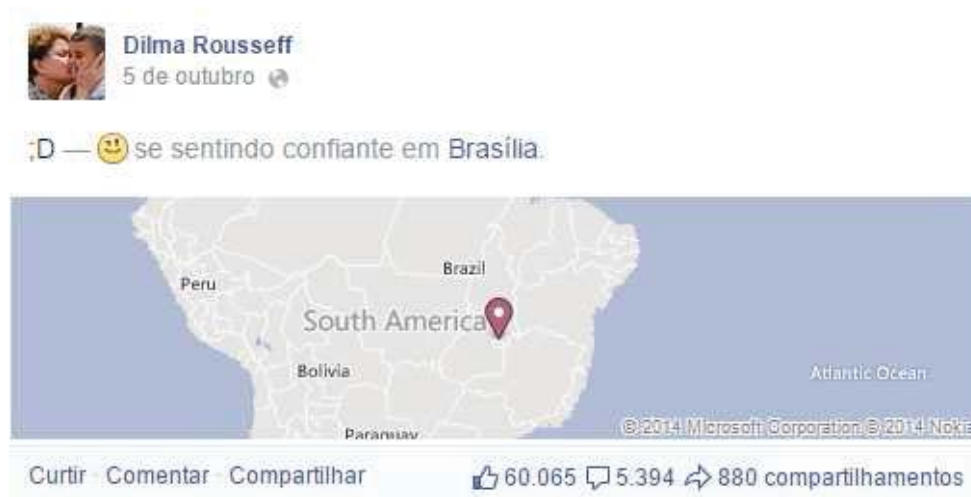 Dilma Rousseff
5 de outubro
;D — se sentindo confiante em Brasília.
Brazil
Peru
South America
Bolivia
Atlantic Ocean
© 2014 Microsoft Corporation © 2014 Nokia
Paraguay
Curtir · Comentar · Compartilhar 60.065 5.394 880 compartilhamentos